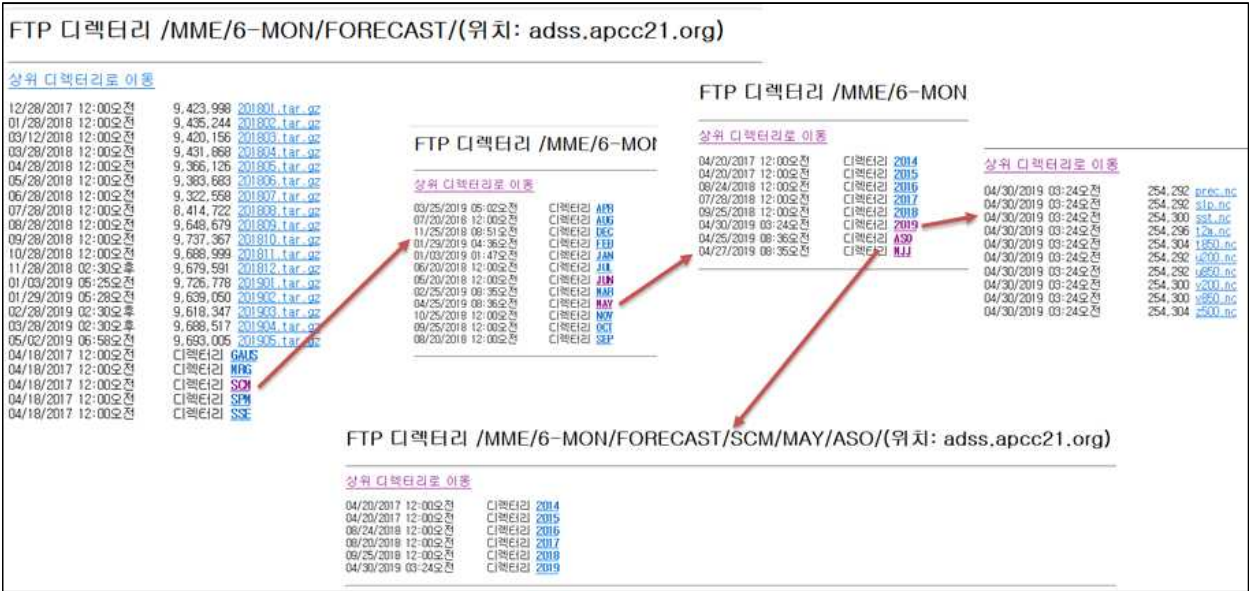 FTP 디렉터리 /MME/6-MON/FORECAST/(위치: adss.apcc21.org)
상위 디렉터리로 이동
12/28/2017 12:00오전 9,423,998 201801.tar.gz
01/28/2018 12:00오전 9,435,244 201802.tar.gz
03/12/2018 12:00오전 9,420,156 201803.tar.gz
03/28/2018 12:00오전 9,431,868 201804.tar.gz
04/28/2018 12:00오전 9,366,126 201805.tar.gz
05/28/2018 12:00오전 9,383,683 201806.tar.gz
06/28/2018 12:00오전 9,322,558 201807.tar.gz
07/28/2018 12:00오전 8,414,722 201808.tar.gz
08/28/2018 12:00오전 9,648,679 201809.tar.gz
09/28/2018 12:00오전 9,737,367 201810.tar.gz
10/28/2018 12:00오전 9,688,999 201811.tar.gz
11/28/2018 02:30오후 9,679,591 201812.tar.gz
01/03/2019 05:25오전 9,726,778 201901.tar.gz
01/29/2019 05:28오전 9,639,050 201902.tar.gz
02/28/2019 02:30오후 9,618,347 201903.tar.gz
03/28/2019 02:30오후 9,688,517 201904.tar.gz
05/02/2019 06:58오전 9,693,005 201905.tar.gz
04/18/2017 12:00오전 디렉터리 GAUS
04/18/2017 12:00오전 디렉터리 MRG
04/18/2017 12:00오전 디렉터리 SCM
04/18/2017 12:00오전 디렉터리 SPM
04/18/2017 12:00오전 디렉터리 SSE
FTP 디렉터리 /MME/6-MON
상위 디렉터리로 이동
03/25/2019 05:02오전 디렉터리 APR
07/20/2018 12:00오전 디렉터리 AUG
11/25/2018 08:51오전 디렉터리 DEC
01/29/2019 04:36오전 디렉터리 FEB
01/03/2019 01:47오전 디렉터리 JAN
06/20/2018 12:00오전 디렉터리 JUL
05/20/2018 12:00오전 디렉터리 JUN
02/25/2019 08:35오전 디렉터리 MAR
04/25/2019 08:36오전 디렉터리 MAY
10/25/2018 12:00오전 디렉터리 NOV
09/25/2018 12:00오전 디렉터리 OCT
08/20/2018 12:00오전 디렉터리 SEP
FTP 디렉터리 /MME/6-MON
상위 디렉터리로 이동
04/20/2017 12:00오전 디렉터리 2014
04/20/2017 12:00오전 디렉터리 2015
08/24/2018 12:00오전 디렉터리 2016
07/28/2018 12:00오전 디렉터리 2017
09/25/2018 12:00오전 디렉터리 2018
04/30/2019 03:24오전 디렉터리 2019
04/25/2019 08:36오전 디렉터리 ASO
04/27/2019 08:35오전 디렉터리 MJJ
상위 디렉터리로 이동
04/30/2019 03:24오전 254,292 prec.nc
04/30/2019 03:24오전 254,292 slp.nc
04/30/2019 03:24오전 254,300 sst.nc
04/30/2019 03:24오전 254,296 t2m.nc
04/30/2019 03:24오전 254,304 t850.nc
04/30/2019 03:24오전 254,292 u200.nc
04/30/2019 03:24오전 254,292 u850.nc
04/30/2019 03:24오전 254,300 v200.nc
04/30/2019 03:24오전 254,300 v850.nc
04/30/2019 03:24오전 254,304 z500.nc
FTP 디렉터리 /MME/6-MON/FORECAST/SCM/MAY/ASO/(위치: adss.apcc21.org)
상위 디렉터리로 이동
04/20/2017 12:00오전 디렉터리 2014
04/20/2017 12:00오전 디렉터리 2015
08/24/2018 12:00오전 디렉터리 2016
08/20/2018 12:00오전 디렉터리 2017
09/25/2018 12:00오전 디렉터리 2018
04/30/2019 03:24오전 디렉터리 2019